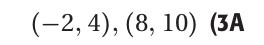 (−2, 4), (8, 10) (3A